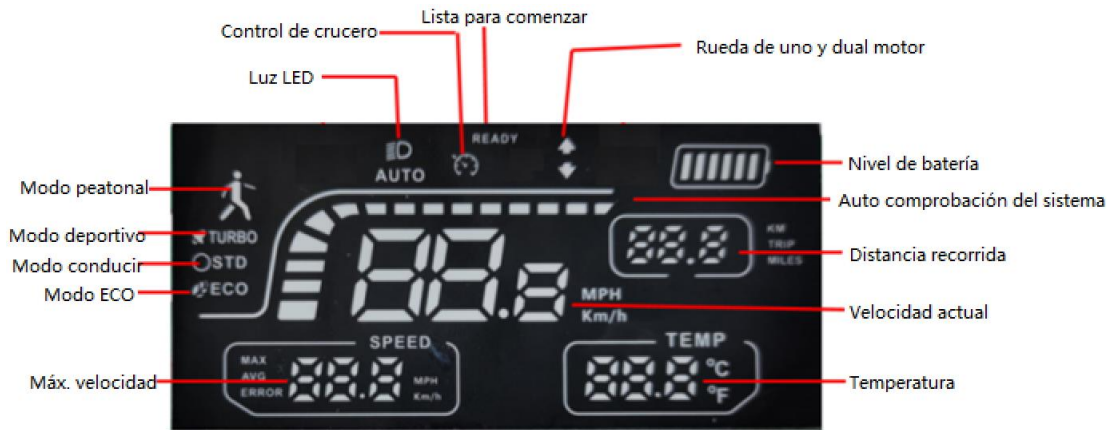 Lista para comenzar
Control de crucero
Rueda de uno y dual motor
Luz LED
READY
AUTO
Nivel de batería
Modo peatonal
Auto comprobación del sistema
Modo deportivo
TURBO
KM
TRIP
MILES
88.8
Distancia recorrida
Modo conducir
STD
Modo ECO
ECO
88.8
MPH
Km/h
Velocidad actual
SPEED
TEMP
Máx. velocidad
MAX
AVG
ERROR
88.8
MPH
Km/h
88.8
°C
°F
Temperatura